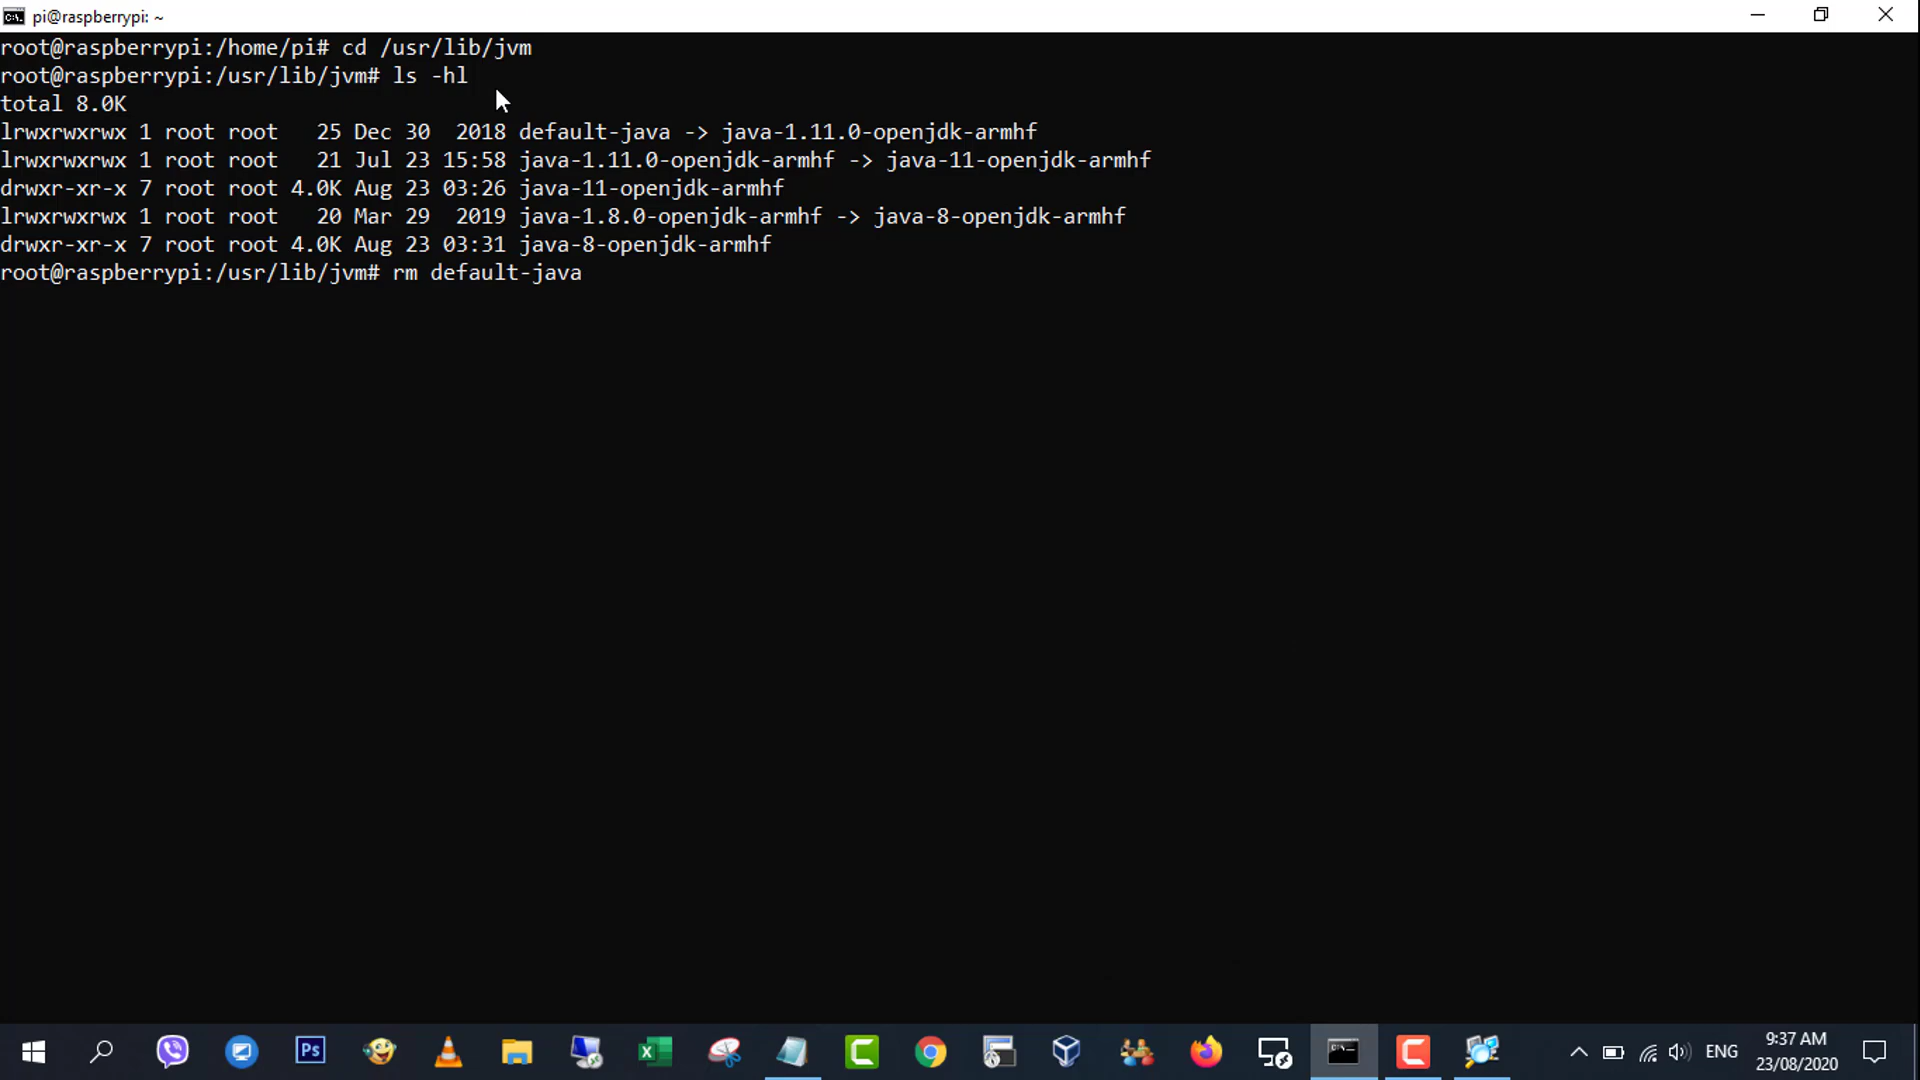 pi@raspberrypi: ~
root@raspberrypi:/home/pi# cd /usr/lib/jvm
root@raspberrypi:/usr/lib/jvm# ls -hl
total 8.0K
lrwxrwxrwx 1 root root   25 Dec 30  2018 default-java -> java-1.11.0-openjdk-armhf
lrwxrwxrwx 1 root root   21 Jul 23 15:58 java-1.11.0-openjdk-armhf -> java-11-openjdk-armhf
drwxr-xr-x 7 root root 4.0K Aug 23 03:26 java-11-openjdk-armhf
lrwxrwxrwx 1 root root   20 Mar 29  2019 java-1.8.0-openjdk-armhf -> java-8-openjdk-armhf
drwxr-xr-x 7 root root 4.0K Aug 23 03:31 java-8-openjdk-armhf
root@raspberrypi:/usr/lib/jvm# rm default-java
Ps
ENG
9:37 AM
23/08/2020